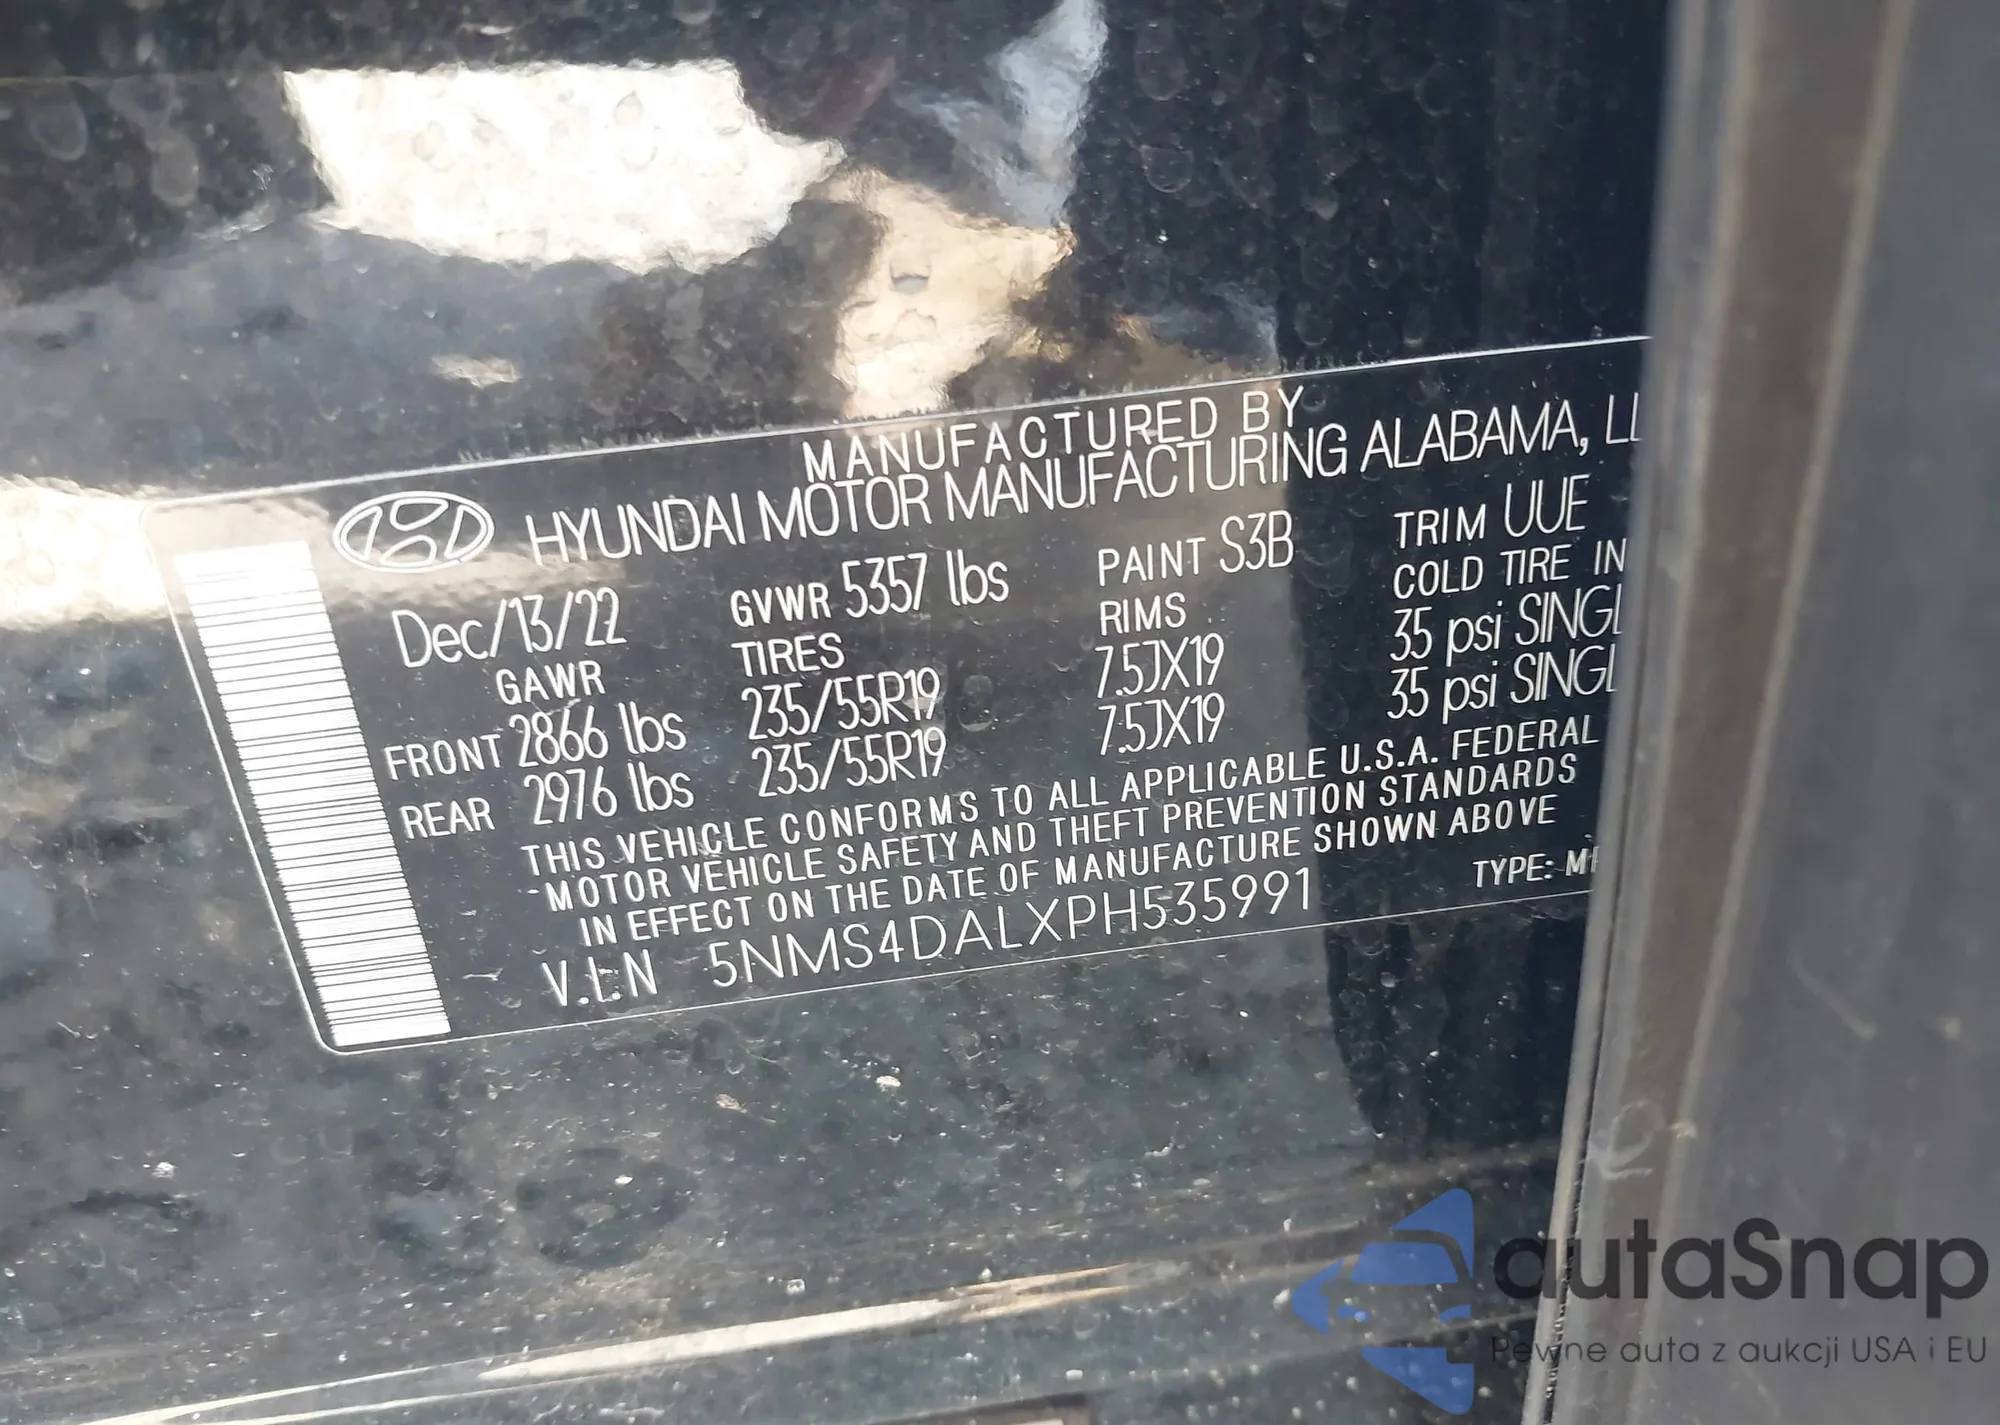 MANUFACTURED BY
HYUNDAI MOTOR MANUFACTURING ALABAMA, LL
Dec/13/22 GVWR 5357 lbs PAINT S3B TRIM UUE
GAWR TIRES RIMS COLD TIRE IN
FRONT 2866 lbs 235/55R19 7.5JX19 35 psi SINGL
REAR 2976 lbs 235/55R19 7.5JX19 35 psi SINGL
THIS VEHICLE CONFORMS TO ALL APPLICABLE U.S.A. FEDERAL
MOTOR VEHICLE SAFETY AND THEFT PREVENTION STANDARDS
IN EFFECT ON THE DATE OF MANUFACTURE SHOWN ABOVE
V.I.N 5NMS4DALXPH535991 TYPE: M
autaSnap
Pewne auta z aukcji USA i EU